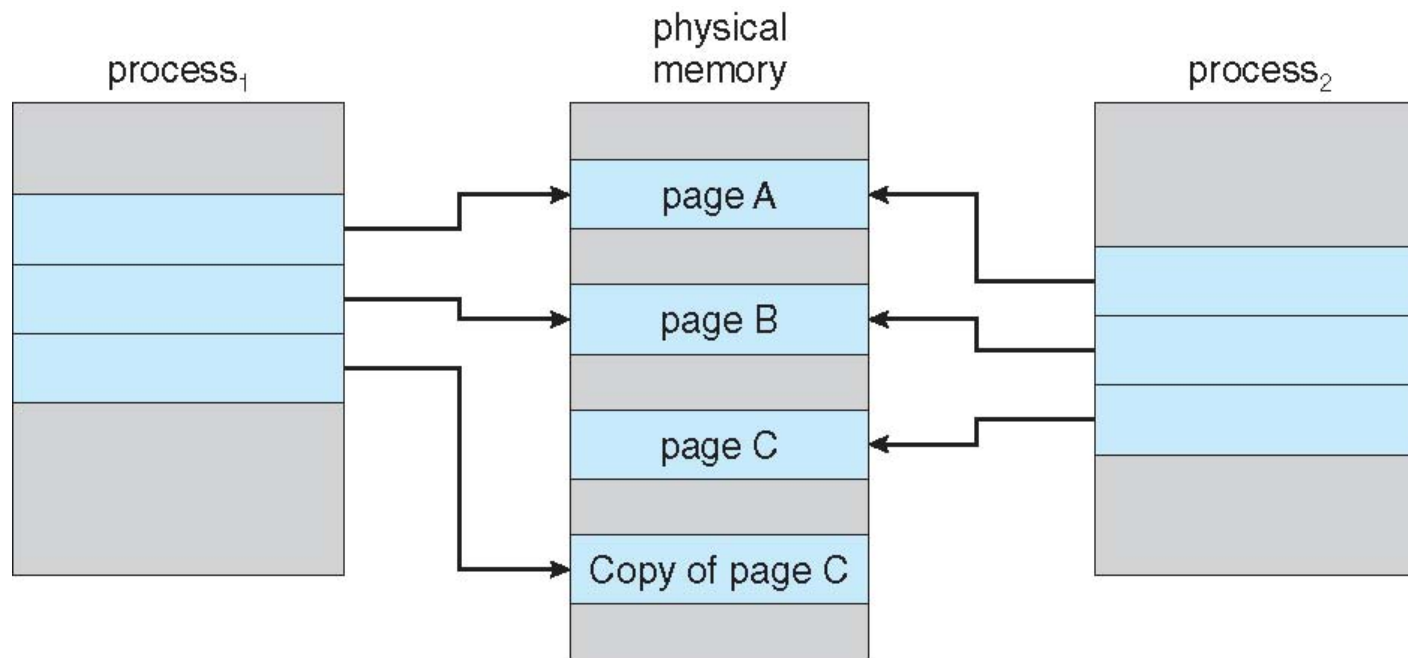 process₁
physical
memory
process₂
page A
page B
page C
Copy of page C